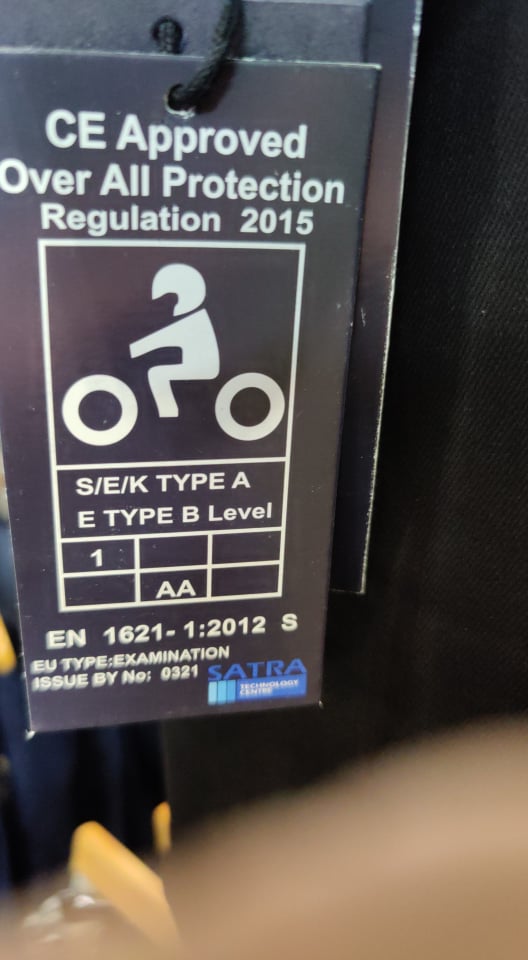 CE Approved
Over All Protection
Regulation 2015
S/E/K TYPE A
E TYPE B Level
1
AA
EN 1621-1:2012 S
EU TYPE:EXAMINATION
ISSUE BY No: 0321
SATRA
TECHNOLOGY
CENTRE